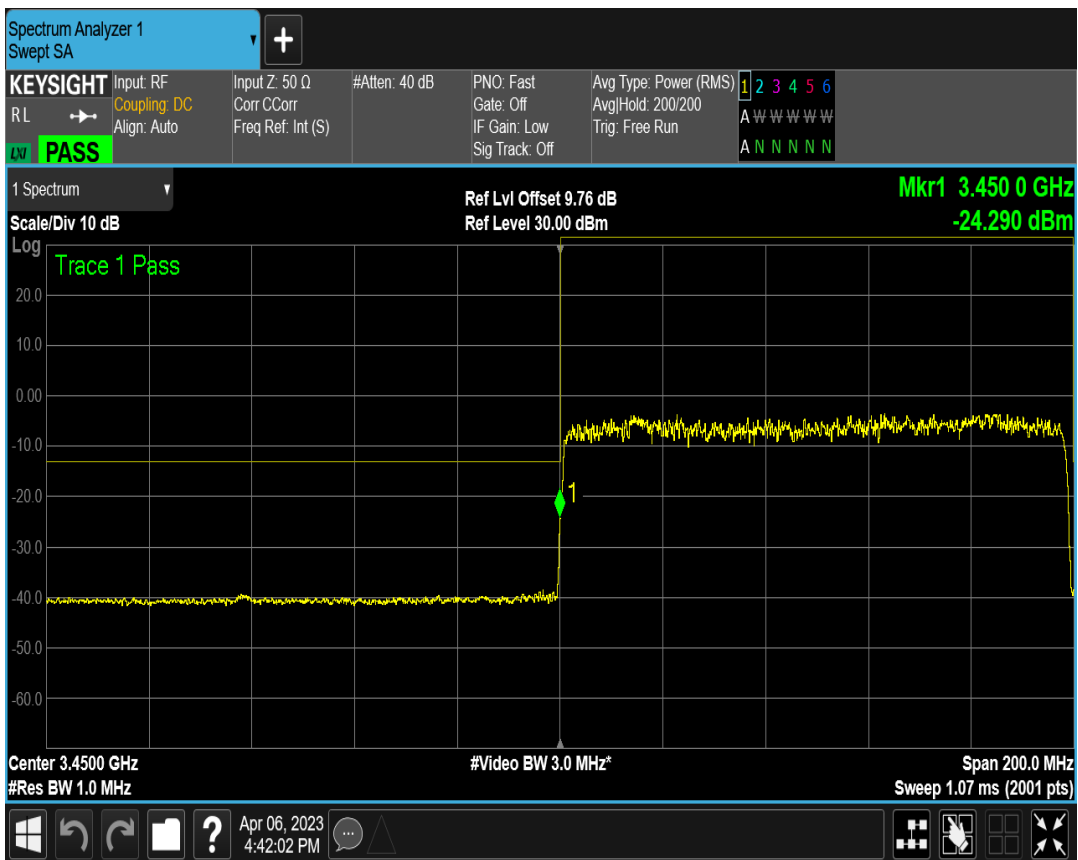 Spectrum Analyzer 1
Swept SA
+
KEYSIGHT Input: RF Input Z: 50 Ω #Atten: 40 dB PNO: Fast Avg Type: Power (RMS) 1 2 3 4 5 6
R L Coupling: DC Corr CCorr Gate: Off Avg|Hold: 200/200 A W W W W W
Align: Auto Freq Ref: Int (S) IF Gain: Low Trig: Free Run
LXI PASS Sig Track: Off A N N N N N
1 Spectrum Ref Lvl Offset 9.76 dB Mkr1 3.450 0 GHz
Scale/Div 10 dB Ref Level 30.00 dBm -24.290 dBm
Log
Trace 1 Pass
20.0
10.0
0.00
-10.0
-20.0
1
-30.0
-40.0
-50.0
-60.0
Center 3.4500 GHz #Video BW 3.0 MHz* Span 200.0 MHz
#Res BW 1.0 MHz Sweep 1.07 ms (2001 pts)
? Apr 06, 2023
4:42:02 PM